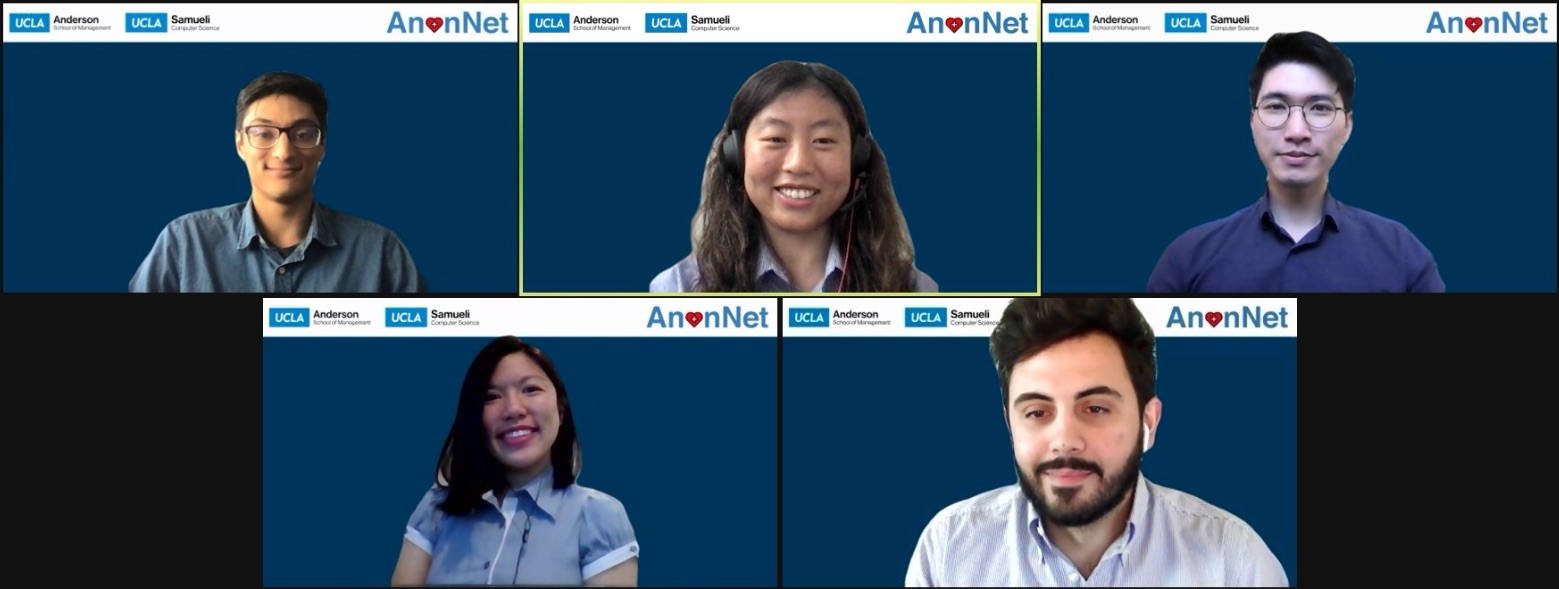 UCLA Anderson
School of Management
UCLA Samueli
Computer Science
AnonNet
UCLA Anderson
School of Management
UCLA Samueli
Computer Science
AnonNet
UCLA Anderson
School of Management
UCLA Samueli
Computer Science
AnonNet
UCLA Anderson
School of Management
UCLA Samueli
Computer Science
AnonNet
UCLA Anderson
School of Management
UCLA Samueli
Computer Science
AnonNet